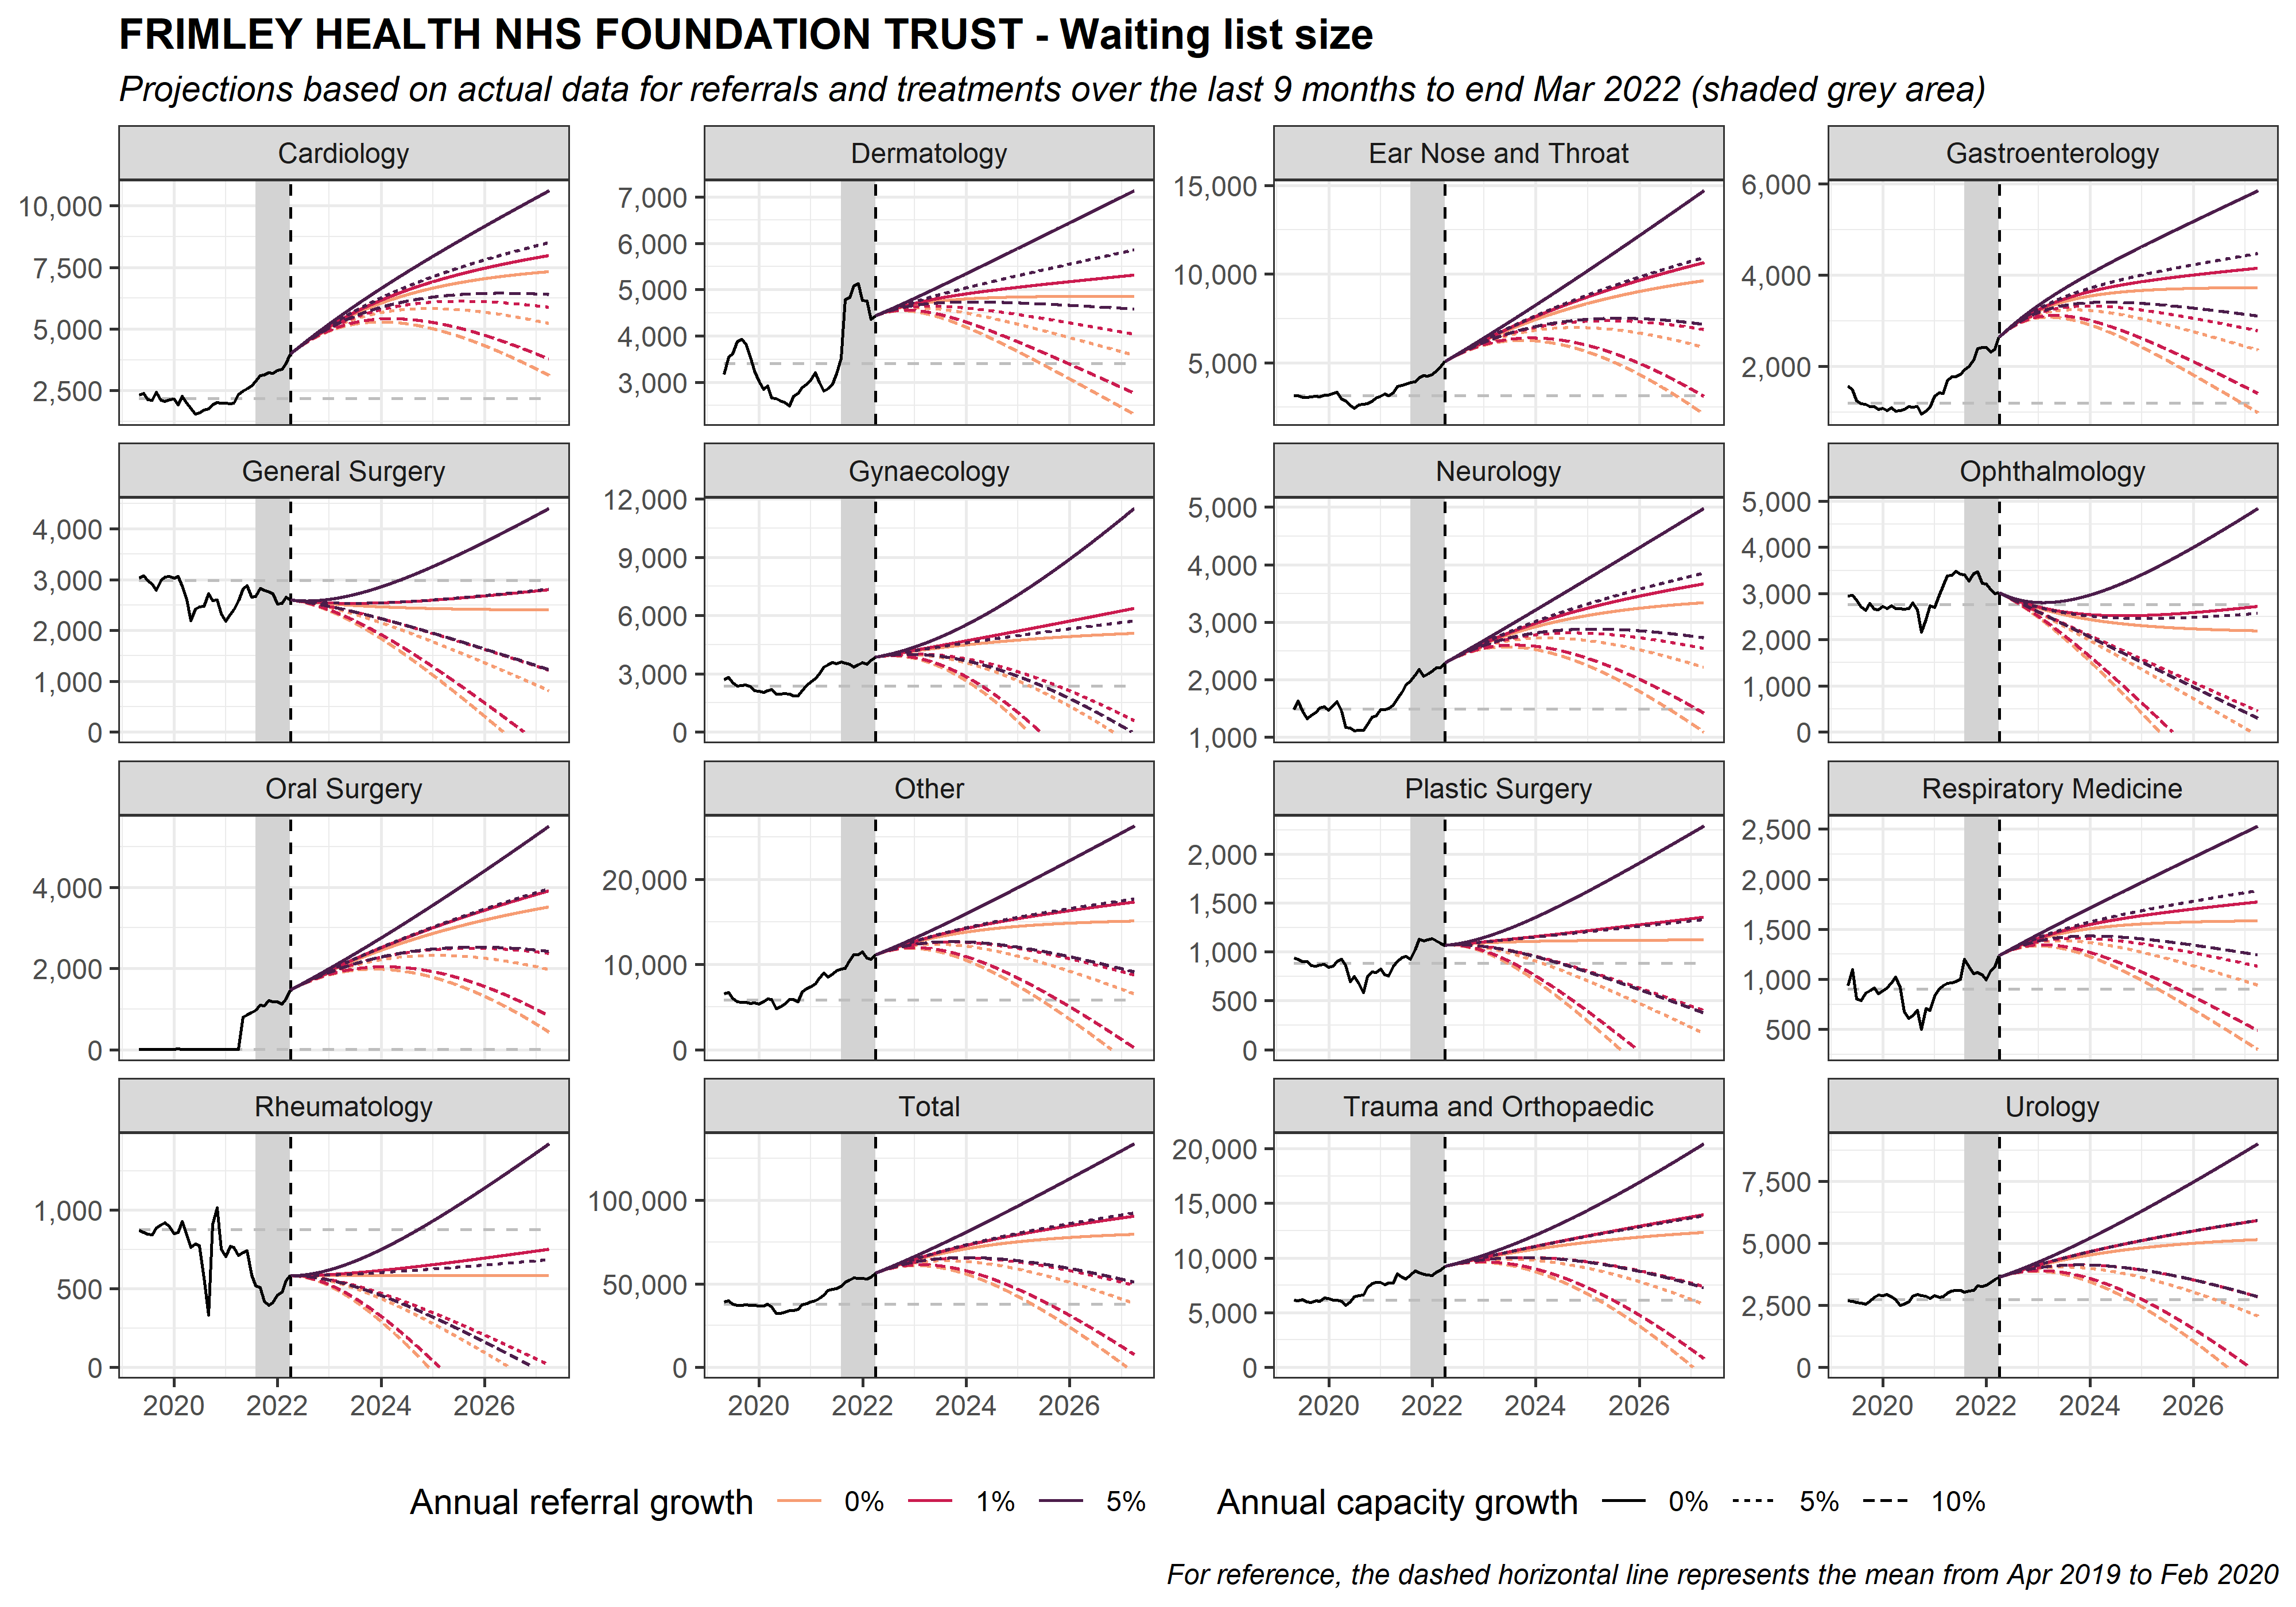 FRIMLEY HEALTH NHS FOUNDATION TRUST - Waiting list size
Projections based on actual data for referrals and treatments over the last 9 months to end Mar 2022 (shaded grey area)
Cardiology
10,000
7,500
5,000
2,500
Dermatology
7,000
6,000
5,000
4,000
3,000
Ear Nose and Throat
15,000
10,000
5,000
Gastroenterology
6,000
4,000
2,000
General Surgery
4,000
3,000
2,000
1,000
0
Gynaecology
12,000
9,000
6,000
3,000
0
Neurology
5,000
4,000
3,000
2,000
1,000
Ophthalmology
5,000
4,000
3,000
2,000
1,000
0
Oral Surgery
4,000
2,000
0
Other
20,000
10,000
0
Plastic Surgery
2,000
1,500
1,000
500
0
Respiratory Medicine
2,500
2,000
1,500
1,000
500
Rheumatology
1,000
500
0
2020 2022 2024 2026
Total
100,000
50,000
0
2020 2022 2024 2026
Trauma and Orthopaedic
20,000
15,000
10,000
5,000
0
2020 2022 2024 2026
Urology
7,500
5,000
2,500
0
2020 2022 2024 2026
Annual referral growth 0% 1% 5% Annual capacity growth 0% 5% 10%
For reference, the dashed horizontal line represents the mean from Apr 2019 to Feb 2020